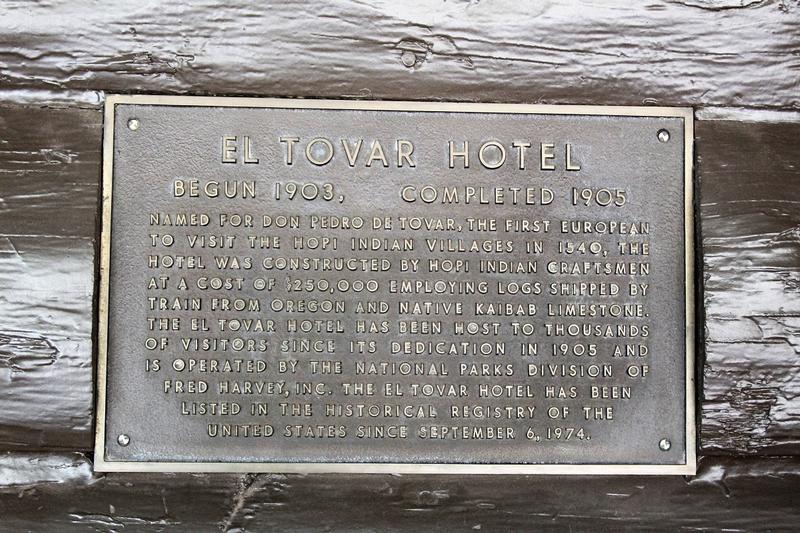 EL TOVAR HOTEL
BEGUN 1903, COMPLETED 1905
NAMED FOR DON PEDRO DE TOVAR, THE FIRST EUROPEAN
TO VISIT THE HOPI INDIAN VILLAGES IN 1540, THE
HOTEL WAS CONSTRUCTED BY HOPI INDIAN CRAFTSMEN
AT A COST OF $250,000 EMPLOYING LOGS SHIPPED BY
TRAIN FROM OREGON AND NATIVE KAIBAB LIMESTONE.
THE EL TOVAR HOTEL HAS BEEN HOST TO THOUSANDS
OF VISITORS SINCE ITS DEDICATION IN 1905 AND
IS OPERATED BY THE NATIONAL PARKS DIVISION OF
FRED HARVEY, INC. THE EL TOVAR HOTEL HAS BEEN
LISTED IN THE HISTORICAL REGISTRY OF THE
UNITED STATES SINCE SEPTEMBER 6, 1974.